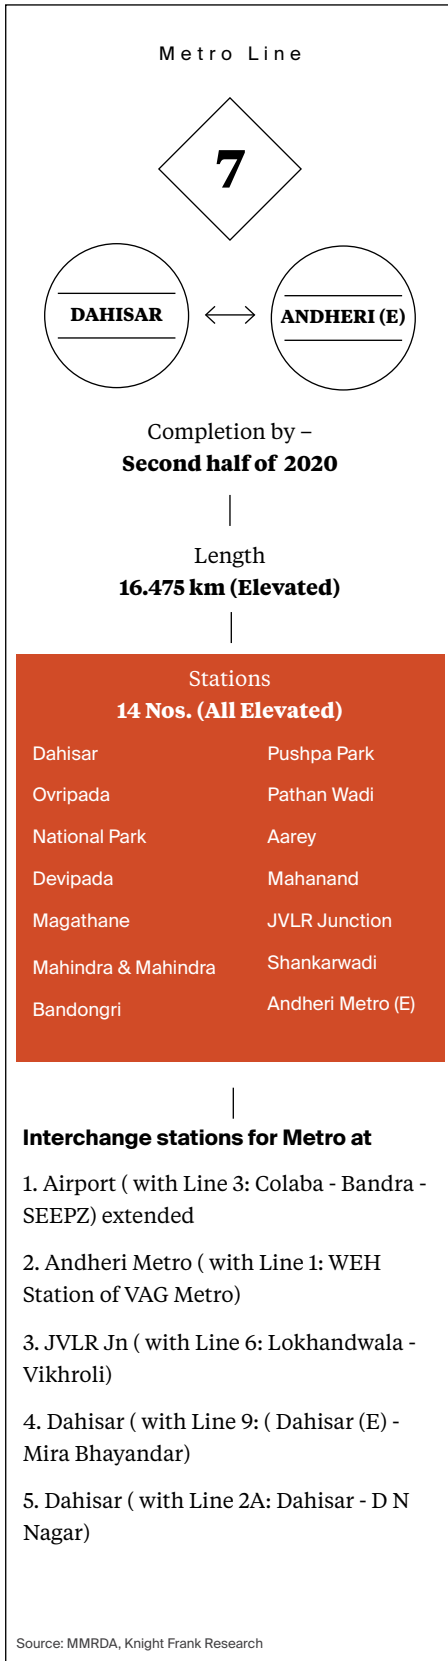 Metro Line
7
DAHISAR
ANDHERI (E)
Completion by –
Second half of 2020
Length
16.475 km (Elevated)
Stations
14 Nos. (All Elevated)
Dahisar
Ovripada
National Park
Devipada
Magathane
Mahindra & Mahindra
Bandongri
Pushpa Park
Pathan Wadi
Aarey
Mahanand
JVLR Junction
Shankarwadi
Andheri Metro (E)
Interchange stations for Metro at
1. Airport ( with Line 3: Colaba - Bandra -
SEEPZ) extended
2. Andheri Metro ( with Line 1: WEH
Station of VAG Metro)
3. JVLR Jn ( with Line 6: Lokhandwala -
Vikhroli)
4. Dahisar ( with Line 9: ( Dahisar (E) -
Mira Bhayandar)
5. Dahisar ( with Line 2A: Dahisar - D N
Nagar)
Source: MMRDA, Knight Frank Research